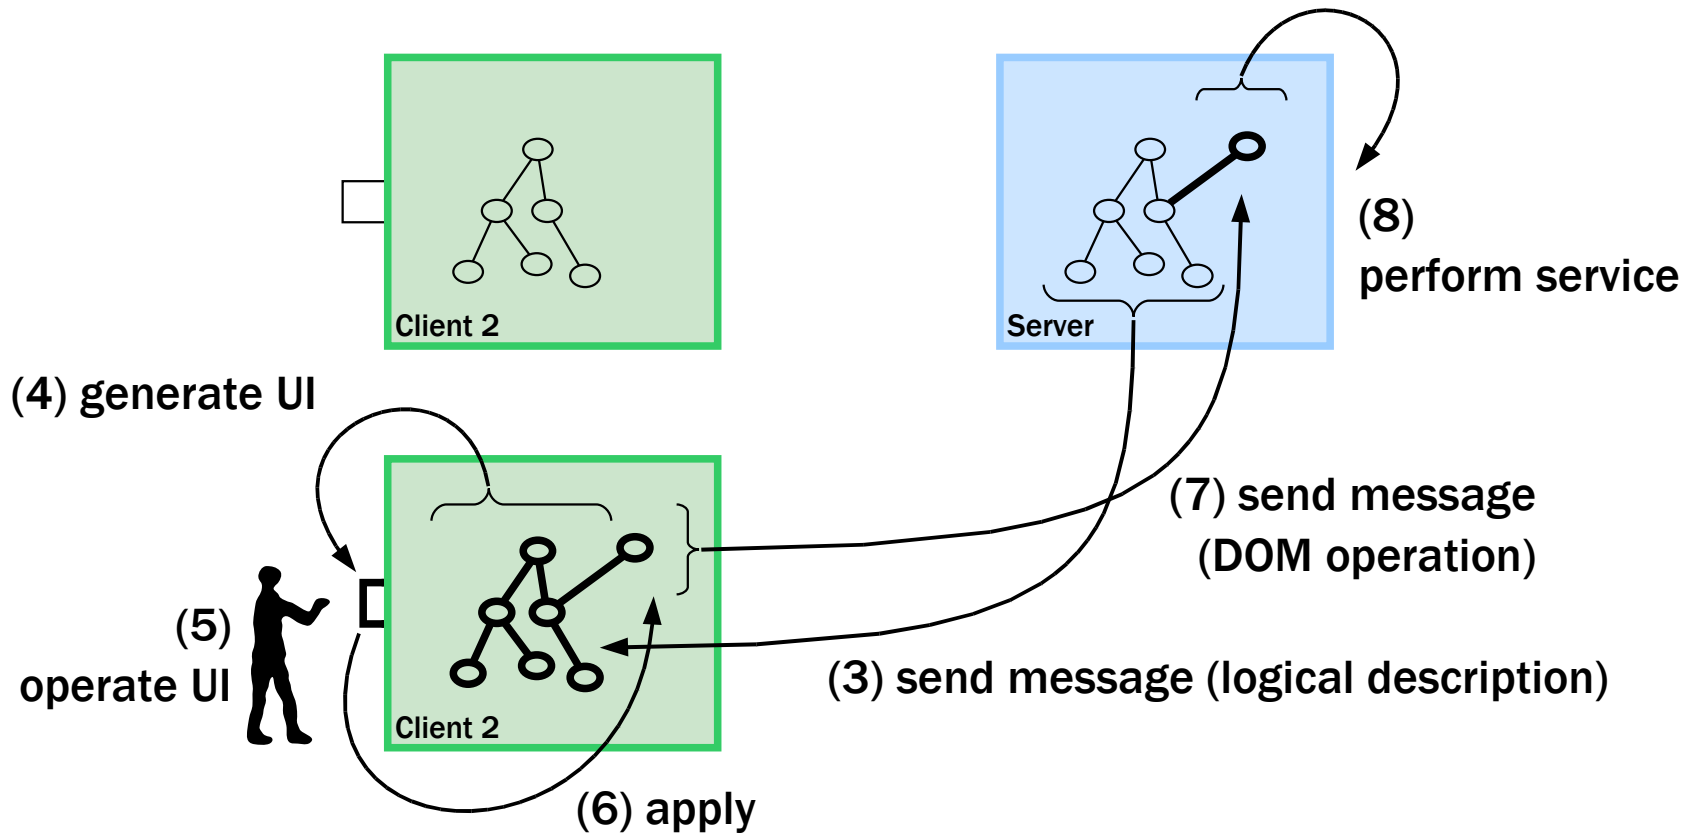 (8)
perform service
Client 2
Server
(4) generate UI
(7) send message
(DOM operation)
(5)
operate UI
(3) send message (logical description)
Client 2
(6) apply